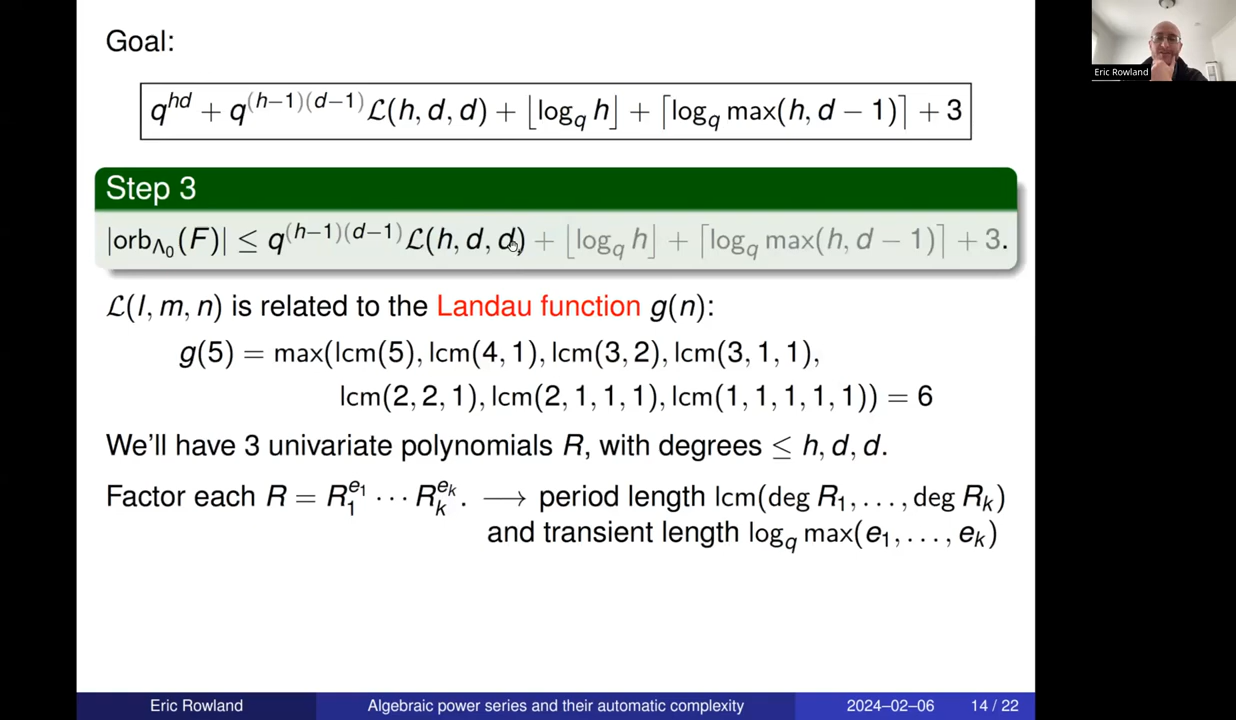 Goal:
q^{hd} + q^{(h−1)(d−1)} ℒ(h, d, d) + ⌊log_q h⌋ + ⌈log_q max(h, d − 1)⌉ + 3
Eric Rowland
Step 3
|orb_{Λ_0}(F)| ≤ q^{(h−1)(d−1)} ℒ(h, d, d) + ⌊log_q h⌋ + ⌈log_q max(h, d − 1)⌉ + 3.
ℒ(l, m, n) is related to the Landau function g(n):
g(5) = max(lcm(5), lcm(4, 1), lcm(3, 2), lcm(3, 1, 1),
lcm(2, 2, 1), lcm(2, 1, 1, 1), lcm(1, 1, 1, 1, 1)) = 6
We'll have 3 univariate polynomials R, with degrees ≤ h, d, d.
Factor each R = R_1^{e_1} ⋯ R_k^{e_k}. ⟶ period length lcm(deg R_1, …, deg R_k)
and transient length log_q max(e_1, …, e_k)
Eric Rowland Algebraic power series and their automatic complexity 2024–02–06 14 / 22